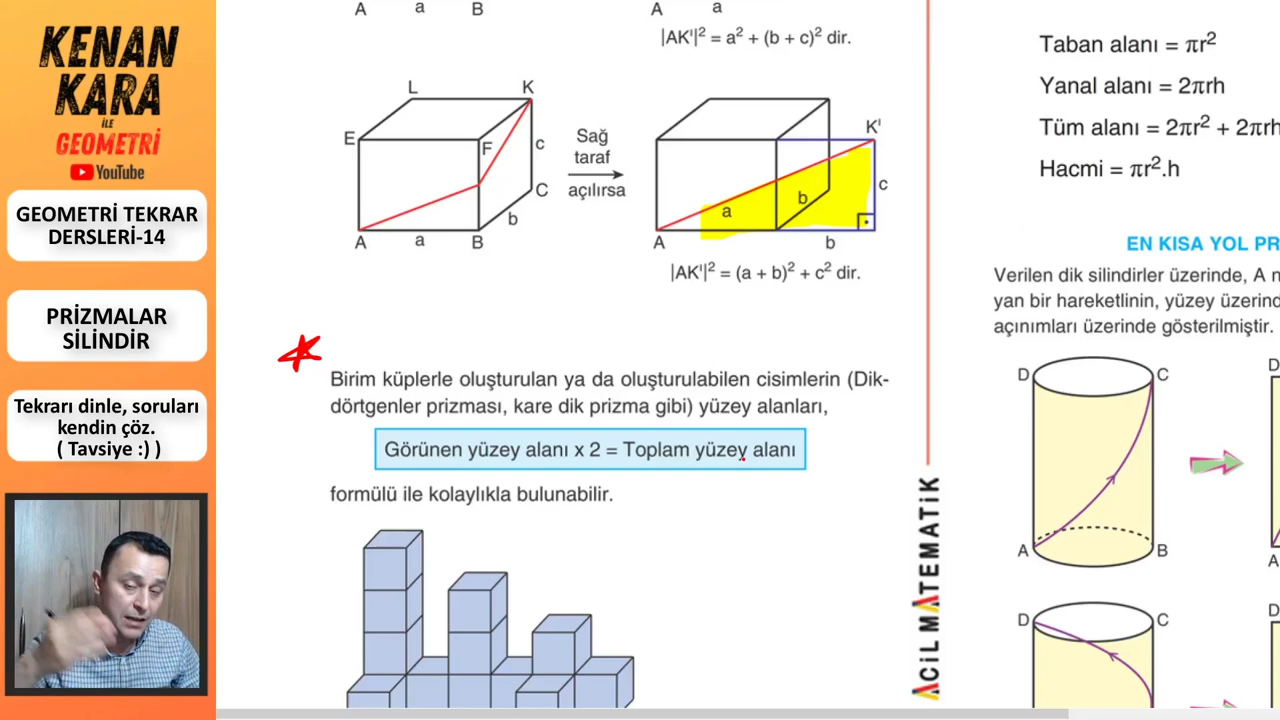 KENAN
KARA
İLE
GEOMETRİ
YouTube
GEOMETRİ TEKRAR
DERSLERİ-14
PRİZMALAR
SİLİNDİR
Tekrarı dinle, soruları
kendin çöz.
( Tavsiye :) )
A a B
A a
|AK'|² = a² + (b + c)² dir.
L K
E F c
C
b
A a B
Sağ
taraf
açılırsa
K'
c
a b
A b
|AK'|² = (a + b)² + c² dir.
Birim küplerle oluşturulan ya da oluşturulabilen cisimlerin (Dik-
dörtgenler prizması, kare dik prizma gibi) yüzey alanları,
Görünen yüzey alanı x 2 = Toplam yüzey alanı
formülü ile kolaylıkla bulunabilir.
ACİL MATEMATİK
Taban alanı = πr²
Yanal alanı = 2πrh
Tüm alanı = 2πr² + 2πrh
Hacmi = πr².h
EN KISA YOL PR
Verilen dik silindirler üzerinde, A n
yan bir hareketlinin, yüzey üzerind
açınımları üzerinde gösterilmiştir.
D C D
A B A
D C D